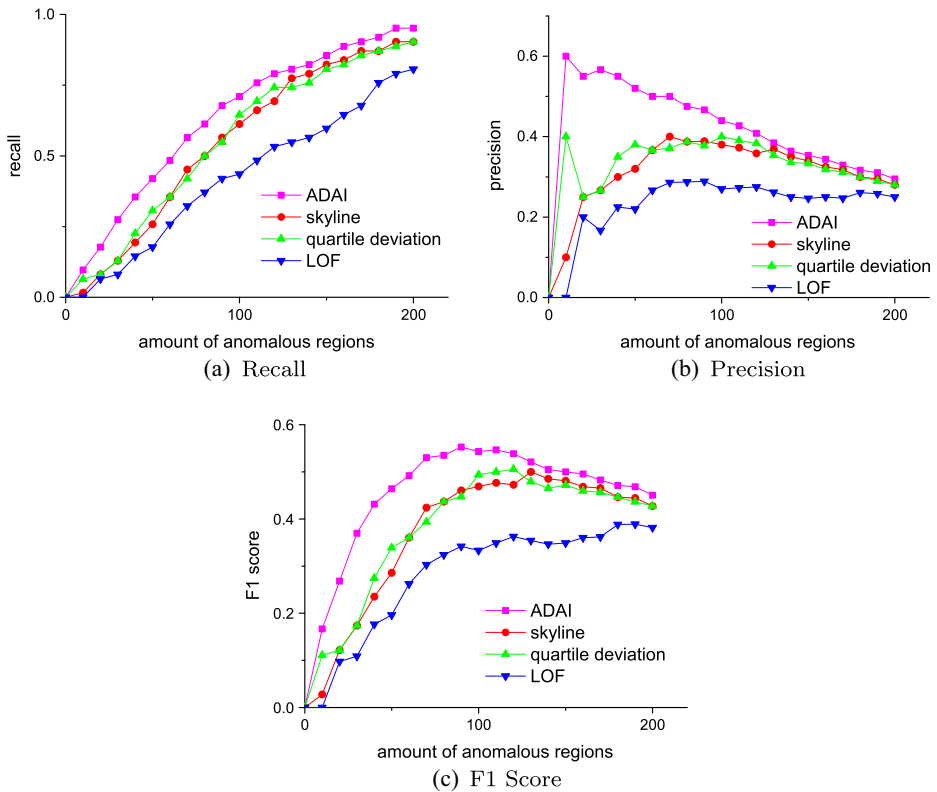 1.0
0.5
0.0
recall
0
100
200
amount of anomalous regions
ADAI
skyline
quartile deviation
LOF
(a) Recall
0.6
0.4
0.2
0.0
precision
0
100
200
amount of anomalous regions
ADAI
skyline
quartile deviation
LOF
(b) Precision
0.6
0.4
0.2
0.0
F1 score
0
100
200
amount of anomalous regions
ADAI
skyline
quartile deviation
LOF
(c) F1 Score